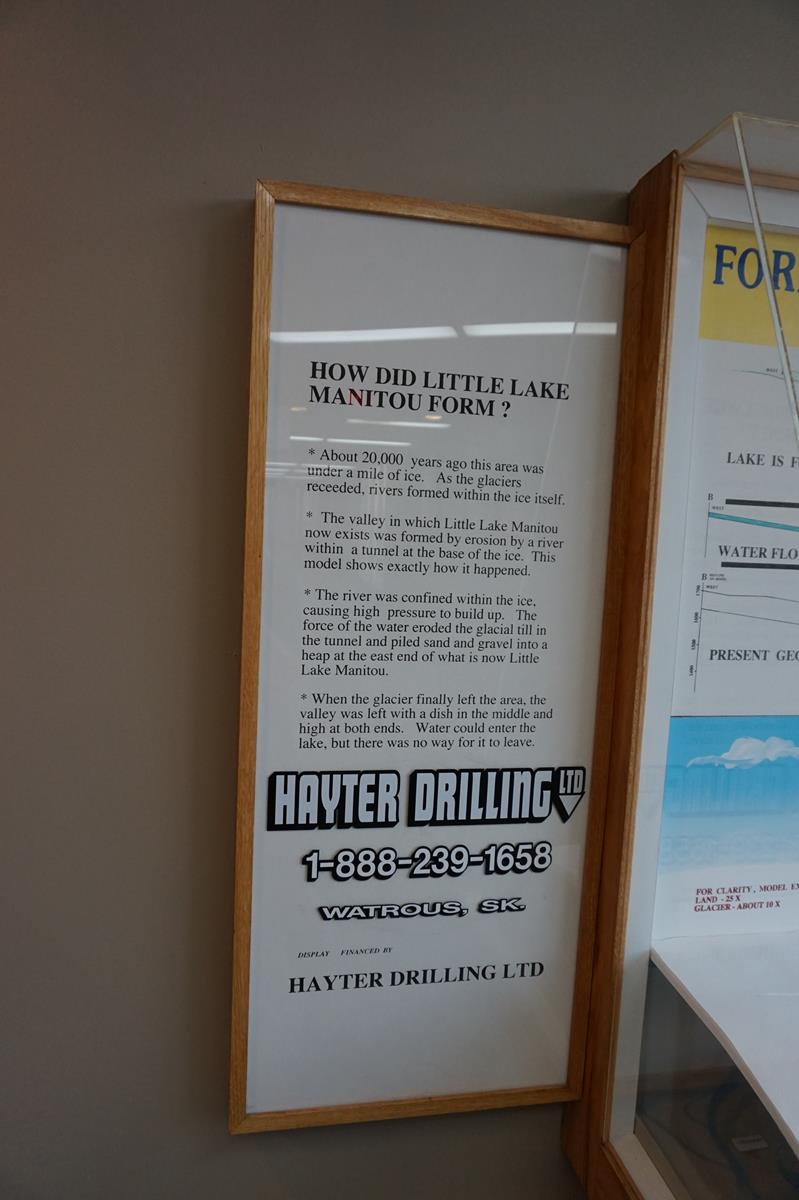 HOW DID LITTLE LAKE
MANITOU FORM ?
* About 20,000 years ago this area was
under a mile of ice. As the glaciers
receeded, rivers formed within the ice itself.
* The valley in which Little Lake Manitou
now exists was formed by erosion by a river
within a tunnel at the base of the ice. This
model shows exactly how it happened.
* The river was confined within the ice,
causing high pressure to build up. The
force of the water eroded the glacial till in
the tunnel and piled sand and gravel into a
heap at the east end of what is now Little
Lake Manitou.
* When the glacier finally left the area, the
valley was left with a dish in the middle and
high at both ends. Water could enter the
lake, but there was no way for it to leave.
HAYTER DRILLING LTD
1-888-239-1658
WATROUS, SK.
DISPLAY FINANCED BY
HAYTER DRILLING LTD
FOR
WEST
LAKE IS F
B
WEST
WATER FLO
B
WEST
1700
1600
1500
1400
PRESENT GEO
FOR CLARITY, MODEL EX
LAND - 25 X
GLACIER - ABOUT 10 X